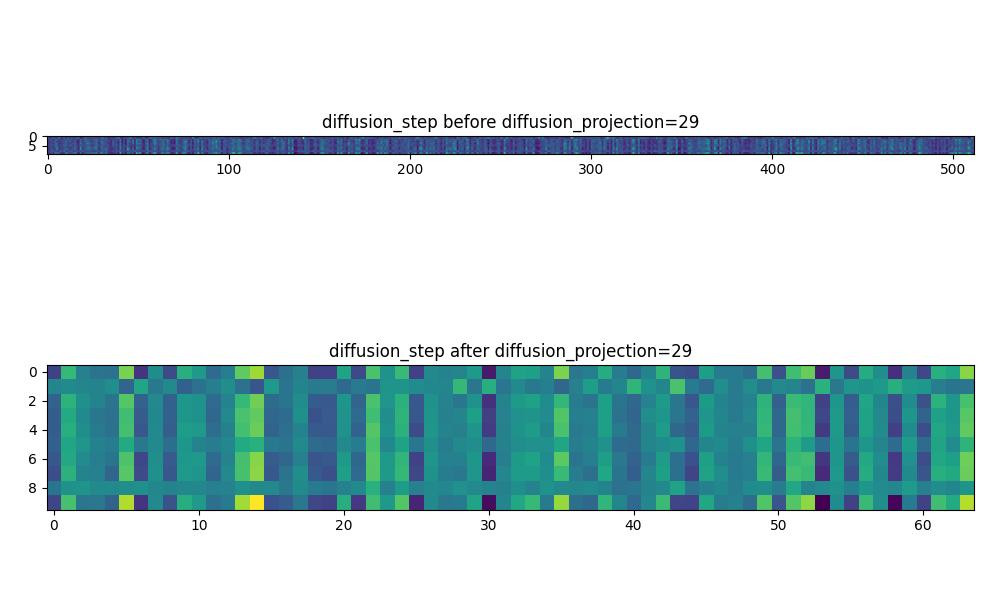 diffusion_step before diffusion_projection=29
0
5
0 100 200 300 400 500
diffusion_step after diffusion_projection=29
0
2
4
6
8
0 10 20 30 40 50 60